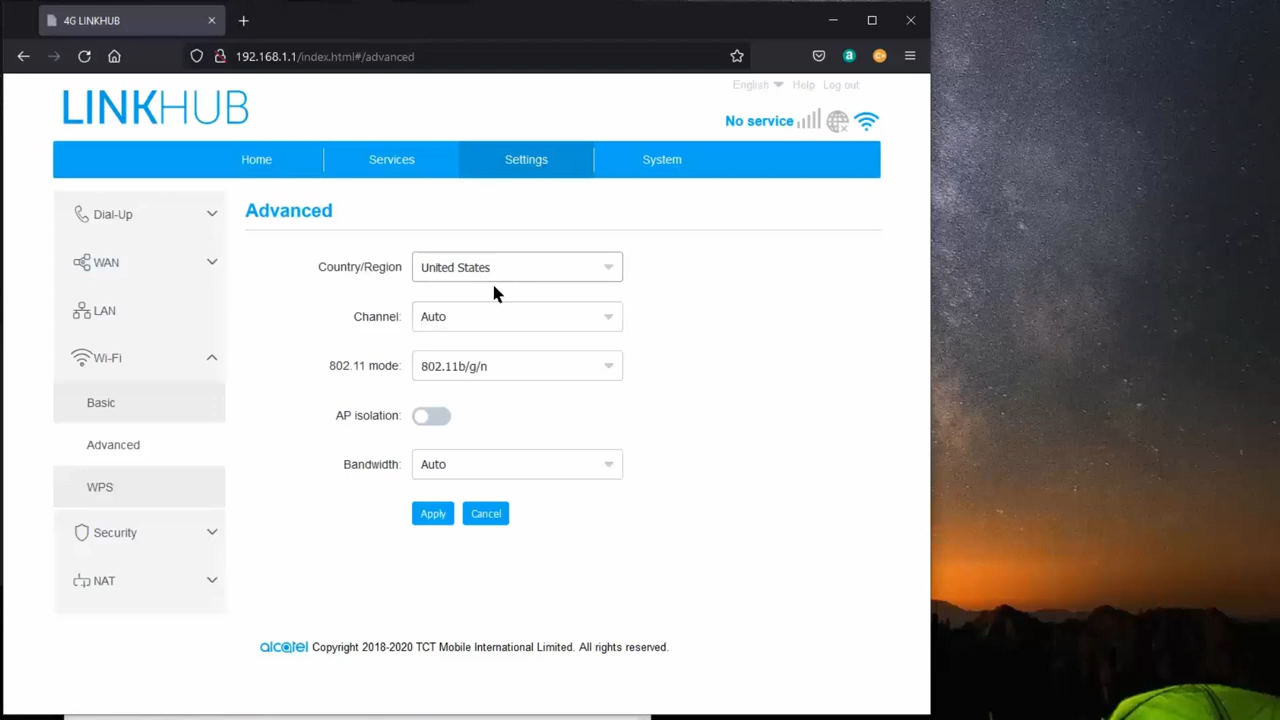 4G LINKHUB
192.168.1.1/index.html#/advanced
English Help Log out
LINKHUB
No service
Home Services Settings System
Dial-Up
WAN
LAN
Wi-Fi
Basic
Advanced
WPS
Security
NAT
Advanced
Country/Region United States
Channel: Auto
802.11 mode: 802.11b/g/n
AP isolation:
Bandwidth: Auto
Apply Cancel
alcatel Copyright 2018-2020 TCT Mobile International Limited. All rights reserved.